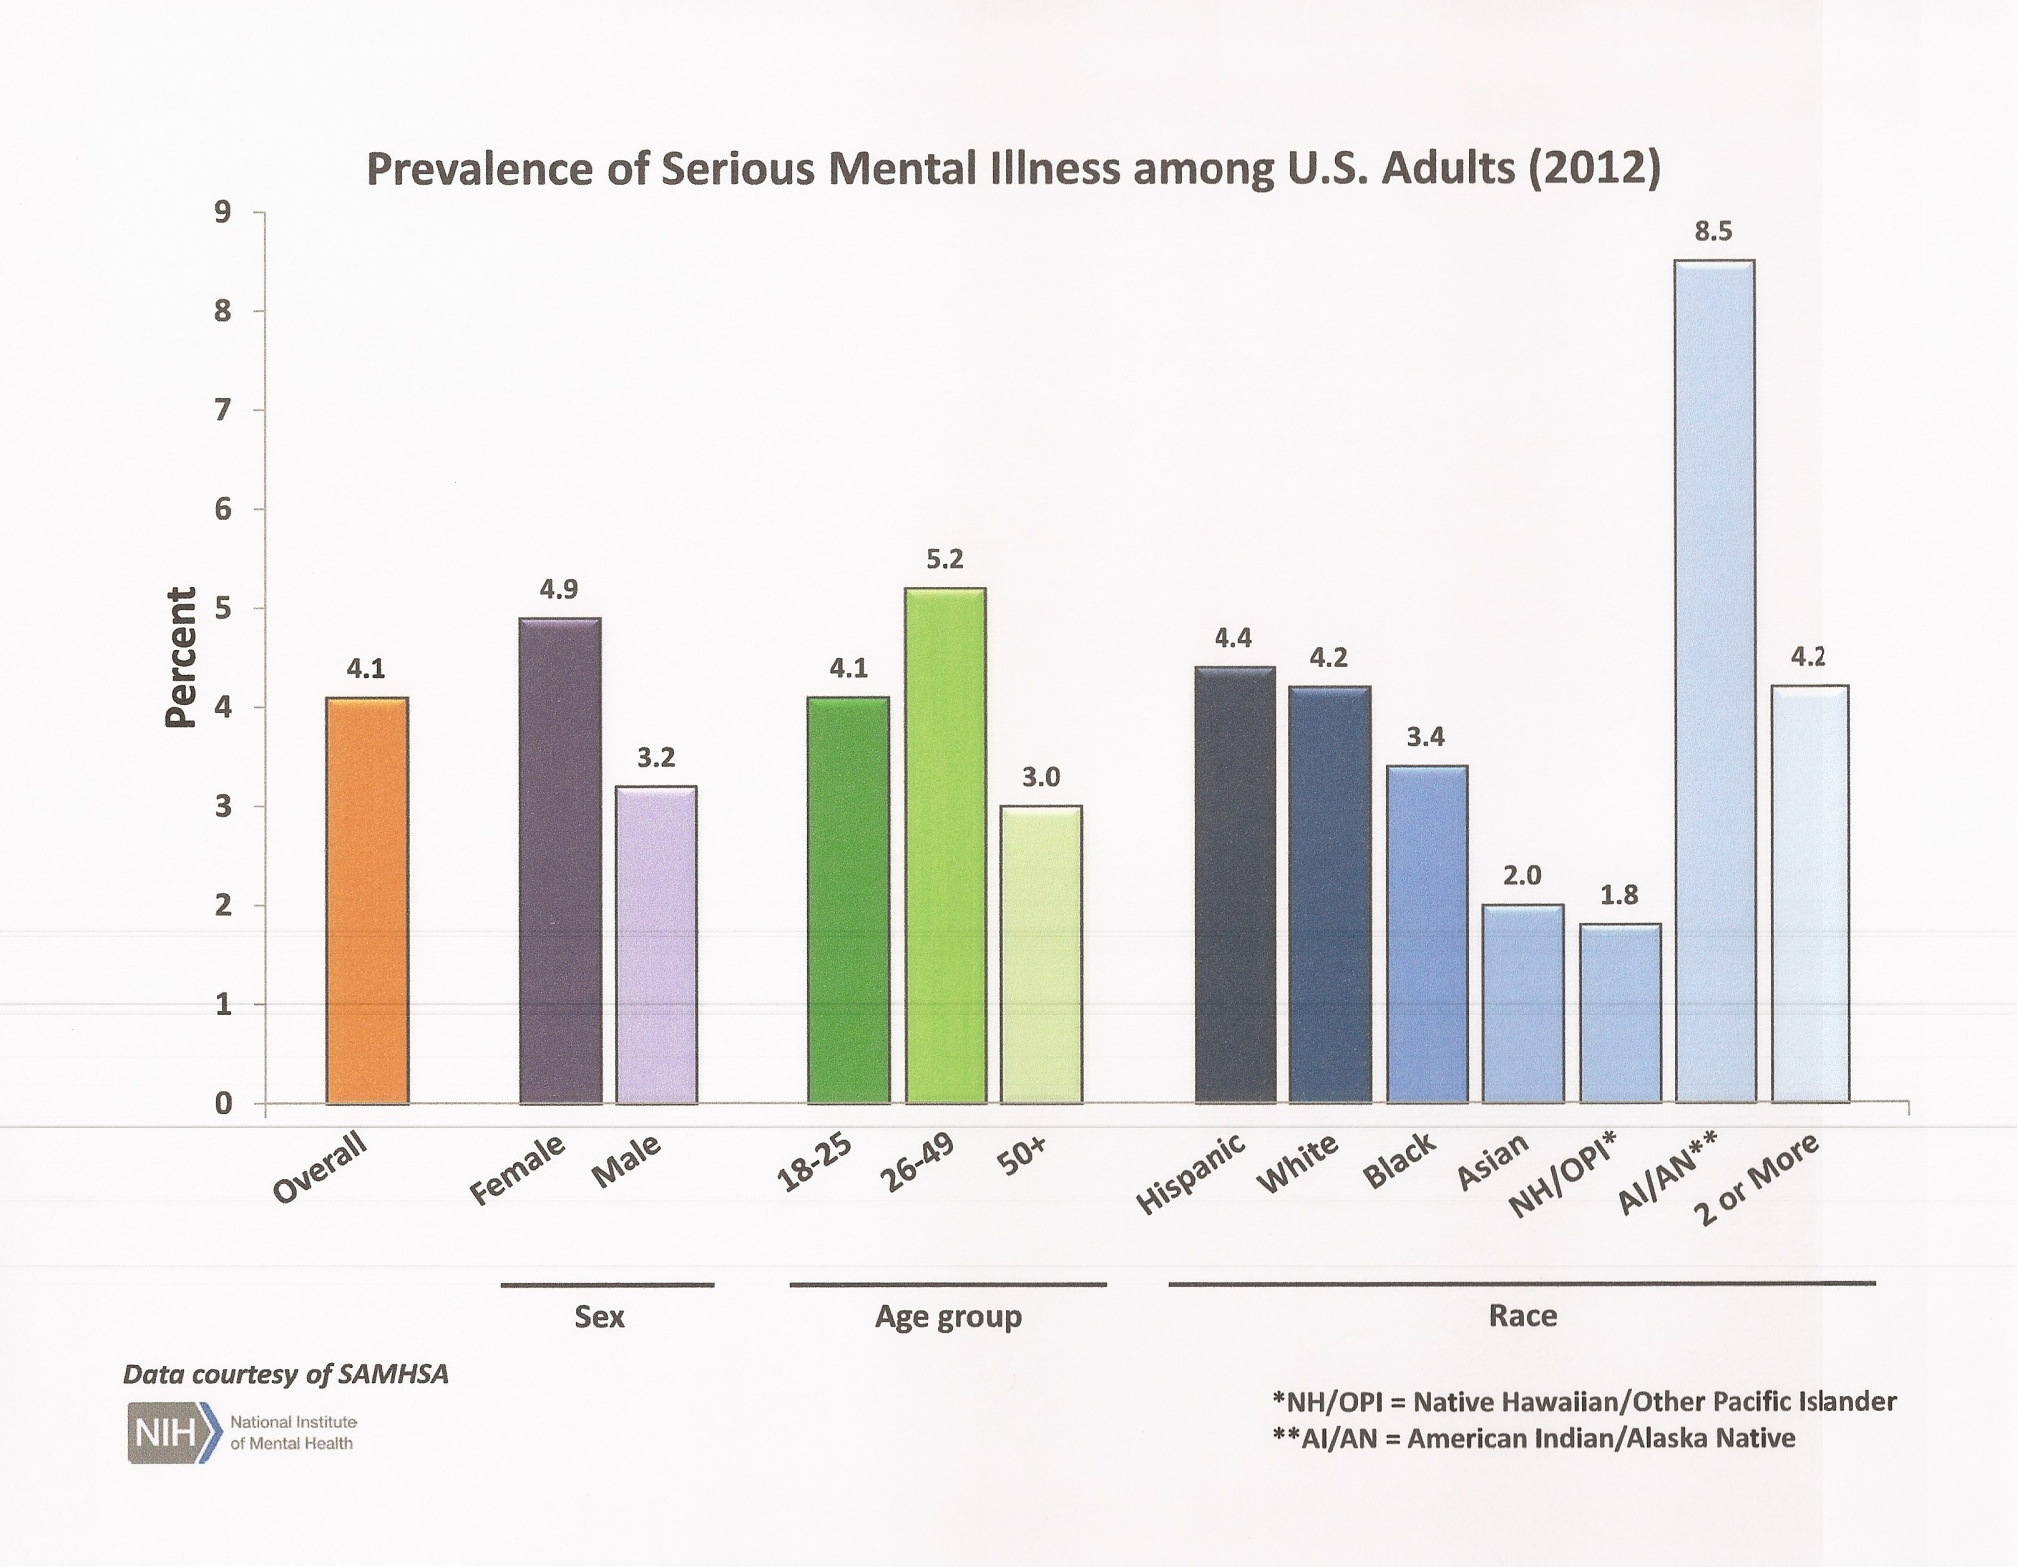 Prevalence of Serious Mental Illness among U.S. Adults (2012)
9
8
7
6
5
4
3
2
1
0
Percent
4.1
4.9
3.2
4.1
5.2
3.0
4.4
4.2
3.4
2.0
1.8
8.5
4.2
Overall
Female
Male
18-25
26-49
50+
Hispanic
White
Black
Asian
NH/OPI*
AI/AN**
2 or More
Sex
Age group
Race
Data courtesy of SAMHSA
NIH
National Institute
of Mental Health
*NH/OPI = Native Hawaiian/Other Pacific Islander
**AI/AN = American Indian/Alaska Native